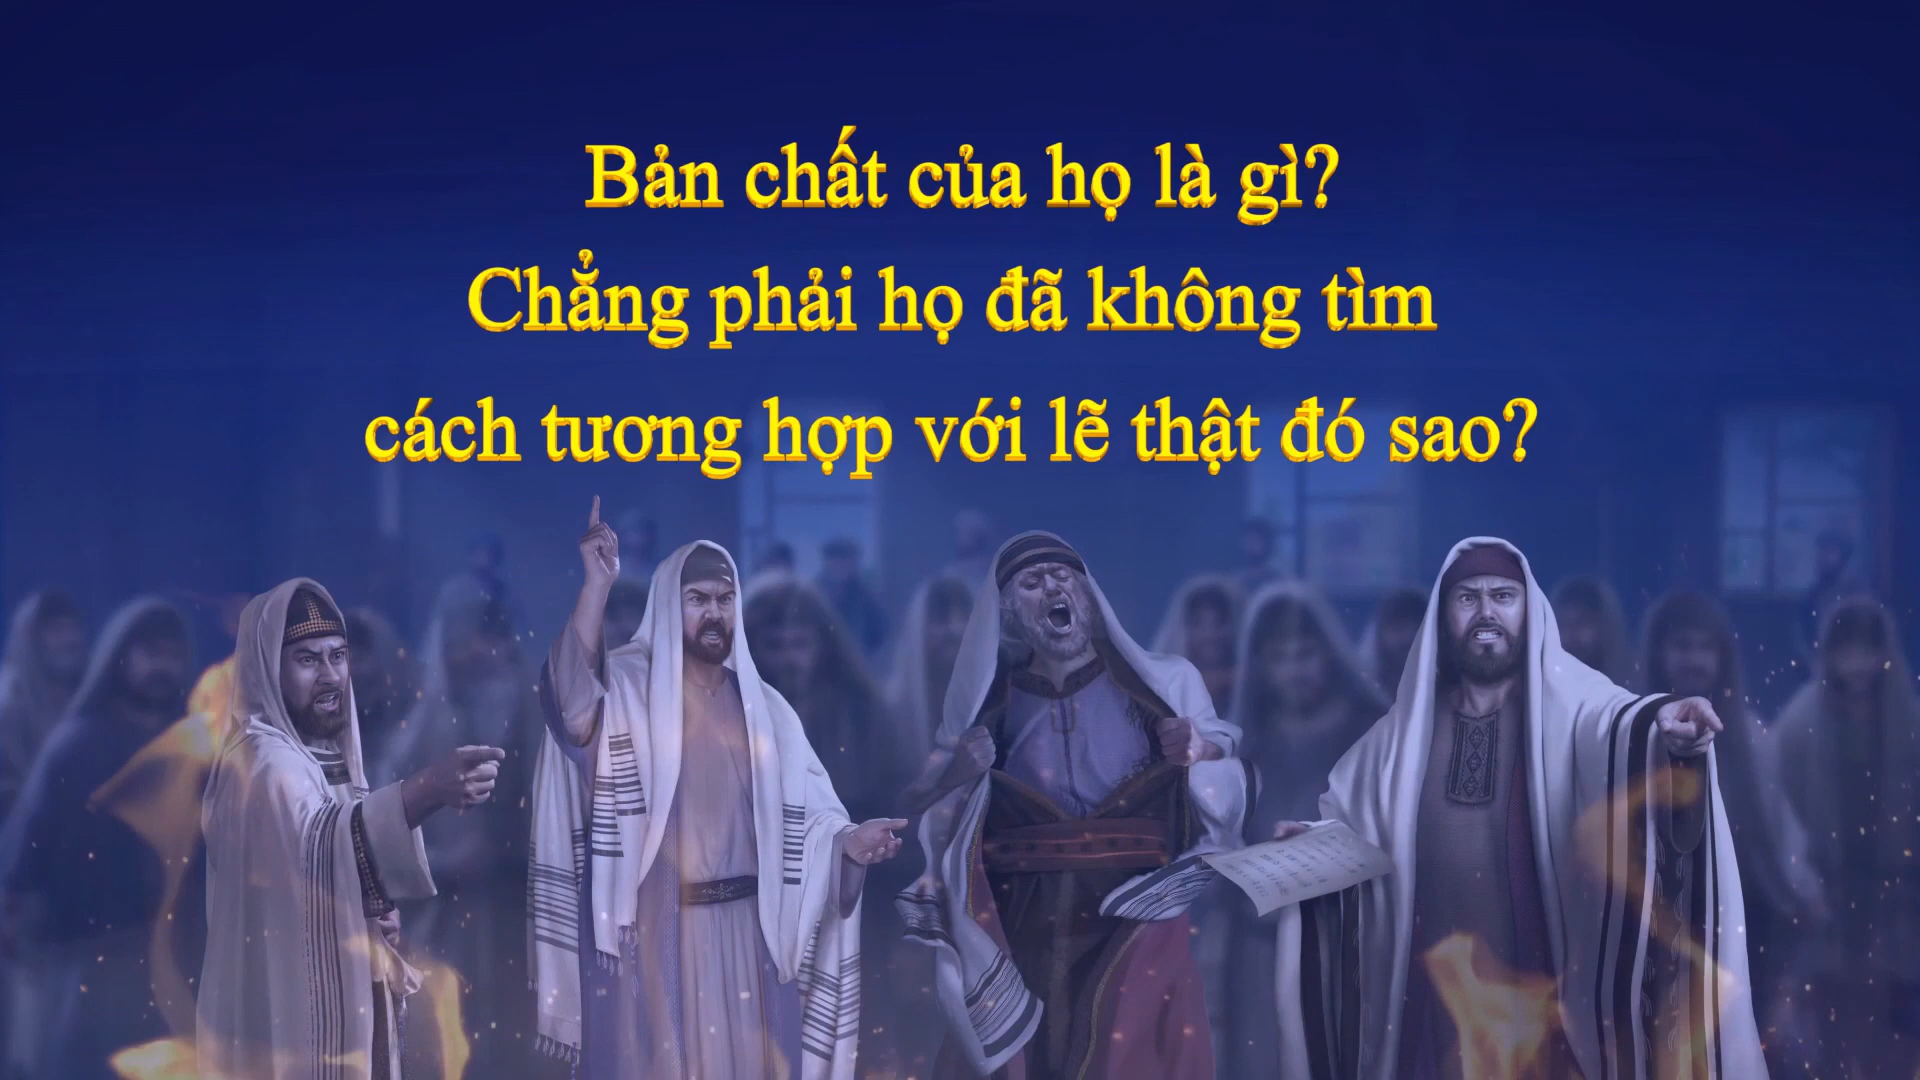 Bản chất của họ là gì?
Chẳng phải họ đã không tìm
cách tương hợp với lẽ thật đó sao?